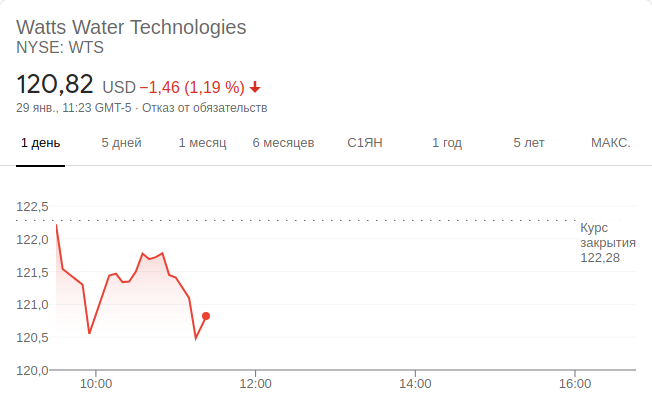 Watts Water Technologies
NYSE: WTS
120,82 USD −1,46 (1,19 %)
29 янв., 11:23 GMT-5 · Отказ от обязательств
1 день 5 дней 1 месяц 6 месяцев С1ЯН 1 год 5 лет МАКС.
122,5
122,0
121,5
121,0
120,5
120,0
Курс
закрытия
122,28
10:00 12:00 14:00 16:00